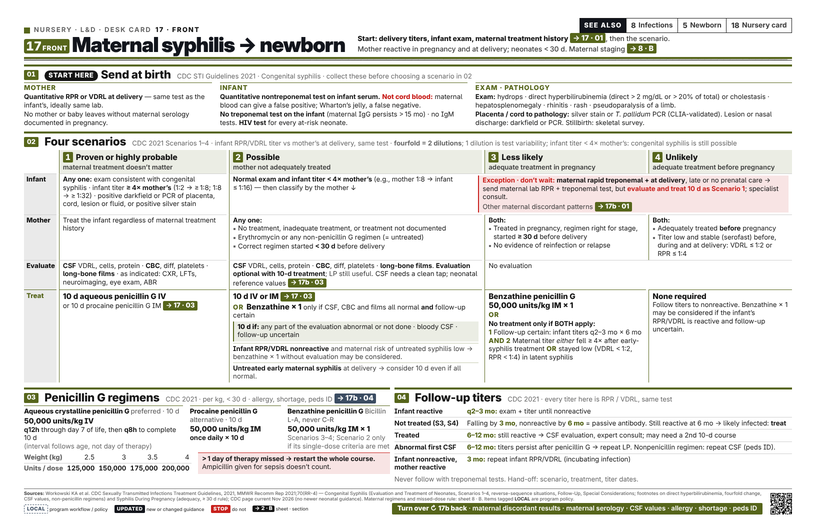 NURSERY · L&D · DESK CARD 17 · FRONT
17 FRONT Maternal syphilis → newborn
SEE ALSO 8 Infections 5 Newborn 18 Nursery card
Start: delivery titers, infant exam, maternal treatment history → 17 · 01, then the scenario.
Mother reactive in pregnancy and at delivery; neonates < 30 d. Maternal staging → 8 · B
01 START HERE Send at birth CDC STI Guidelines 2021 · Congenital syphilis · collect these before choosing a scenario in 02
MOTHER
Quantitative RPR or VDRL at delivery — same test as the
infant's, ideally same lab.
No mother or baby leaves without maternal serology
documented in pregnancy.
INFANT
Quantitative nontreponemal test on infant serum. Not cord blood: maternal
blood can give a false positive; Wharton's jelly, a false negative.
No treponemal test on the infant (maternal IgG persists > 15 mo) · no IgM
tests. HIV test for every at-risk neonate.
EXAM · PATHOLOGY
Exam: hydrops · direct hyperbilirubinemia (direct > 2 mg/dL or > 20% of total) or cholestasis ·
hepatosplenomegaly · rhinitis · rash · pseudoparalysis of a limb.
Placenta / cord to pathology: silver stain or T. pallidum PCR (CLIA-validated). Lesion or nasal
discharge: darkfield or PCR. Stillbirth: skeletal survey.
02 Four scenarios CDC 2021 Scenarios 1–4 · infant RPR/VDRL titer vs mother's at delivery, same test · fourfold = 2 dilutions; 1 dilution is test variability; infant titer < 4× mother's: congenital syphilis is still possible
1 Proven or highly probable
maternal treatment doesn't matter
2 Possible
mother not adequately treated
3 Less likely
adequate treatment in pregnancy
4 Unlikely
adequate treatment before pregnancy
Infant
Any one: exam consistent with congenital
syphilis · infant titer ≥ 4× mother's (1:2 → ≥ 1:8; 1:8
→ ≥ 1:32) · positive darkfield or PCR of placenta,
cord, lesion or fluid, or positive silver stain
Normal exam and infant titer < 4× mother's (e.g., mother 1:8 → infant
≤ 1:16) — then classify by the mother ↓
Exception · don't wait: maternal rapid treponemal + at delivery, late or no prenatal care →
send maternal lab RPR + treponemal test, but evaluate and treat 10 d as Scenario 1; specialist
consult.
Other maternal discordant patterns → 17b · 01
Mother
Treat the infant regardless of maternal treatment
history
Any one:
• No treatment, inadequate treatment, or treatment not documented
• Erythromycin or any non-penicillin G regimen (= untreated)
• Correct regimen started < 30 d before delivery
Both:
• Treated in pregnancy, regimen right for stage,
started ≥ 30 d before delivery
• No evidence of reinfection or relapse
Both:
• Adequately treated before pregnancy
• Titer low and stable (serofast) before,
during and at delivery: VDRL ≤ 1:2 or
RPR ≤ 1:4
Evaluate
CSF VDRL, cells, protein · CBC, diff, platelets ·
long-bone films · as indicated: CXR, LFTs,
neuroimaging, eye exam, ABR
CSF VDRL, cells, protein · CBC, diff, platelets · long-bone films. Evaluation
optional with 10-d treatment; LP still useful. CSF needs a clean tap; neonatal
reference values → 17b · 03
No evaluation
Treat
10 d aqueous penicillin G IV
or 10 d procaine penicillin G IM → 17 · 03
10 d IV or IM → 17 · 03
OR Benzathine × 1 only if CSF, CBC and films all normal and follow-up
certain
10 d if: any part of the evaluation abnormal or not done · bloody CSF ·
follow-up uncertain
Infant RPR/VDRL nonreactive and maternal risk of untreated syphilis low →
benzathine × 1 without evaluation may be considered.
Untreated early maternal syphilis at delivery → consider 10 d even if all
normal.
Benzathine penicillin G
50,000 units/kg IM × 1
OR
No treatment only if BOTH apply:
1 Follow-up certain: infant titers q2–3 mo × 6 mo
AND 2 Maternal titer either fell ≥ 4× after early-
syphilis treatment OR stayed low (VDRL < 1:2,
RPR < 1:4) in latent syphilis
None required
Follow titers to nonreactive. Benzathine × 1
may be considered if the infant's
RPR/VDRL is reactive and follow-up
uncertain.
03 Penicillin G regimens CDC 2021 · per kg, < 30 d · allergy, shortage, peds ID → 17b · 04
Aqueous crystalline penicillin G preferred · 10 d
50,000 units/kg IV
q12h through day 7 of life, then q8h to complete
10 d
(interval follows age, not day of therapy)
Weight (kg) 2.5 3 3.5 4
Units / dose 125,000 150,000 175,000 200,000
Procaine penicillin G
alternative · 10 d
50,000 units/kg IM
once daily × 10 d
Benzathine penicillin G Bicillin
L-A, never C-R
50,000 units/kg IM × 1
Scenarios 3–4; Scenario 2 only
if its specific criteria are met
> 1 day of therapy missed → restart the whole course.
Ampicillin given for sepsis doesn't count.
04 Follow-up titers CDC 2021 · every titer here is RPR / VDRL, same test
Infant reactive q2–3 mo: exam + titer until nonreactive
Not treated (S3, S4) Falling by 3 mo, nonreactive by 6 mo = passive antibody. Still reactive at 6 mo → likely infected: treat
Treated 6–12 mo: still reactive → CSF evaluation, expert consult; may need a 2nd 10-d course
Abnormal first CSF 6–12 mo: titers persist after penicillin G → repeat LP. Nonpenicillin regimen: repeat CSF (peds ID).
Infant nonreactive,
mother reactive
3 mo: repeat infant RPR/VDRL (incubating infection)
Never follow with treponemal tests. Hand-off: scenario, treatment, titer dates.
LOCAL program workflow / policy UPDATED new or changed guidance STOP do not → 2 · B sheet · section
Turn over ↻ 17b back · maternal discordant results · maternal serology · CSF values · allergy · shortage · peds ID